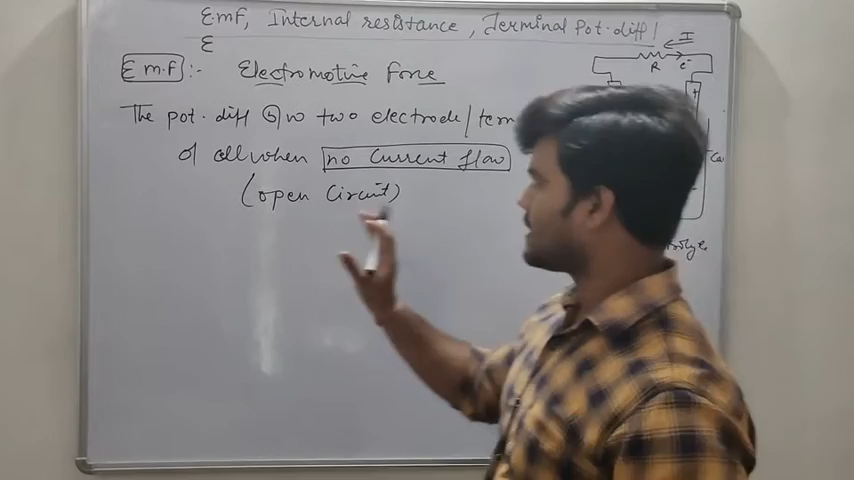 Emf, Internal resistance, Terminal Pot. diff
E
E m.f :- Electromotive force
The pot. diff b/w two electrode/term
of cell when no current flow
(open circuit)
I
R e-
+